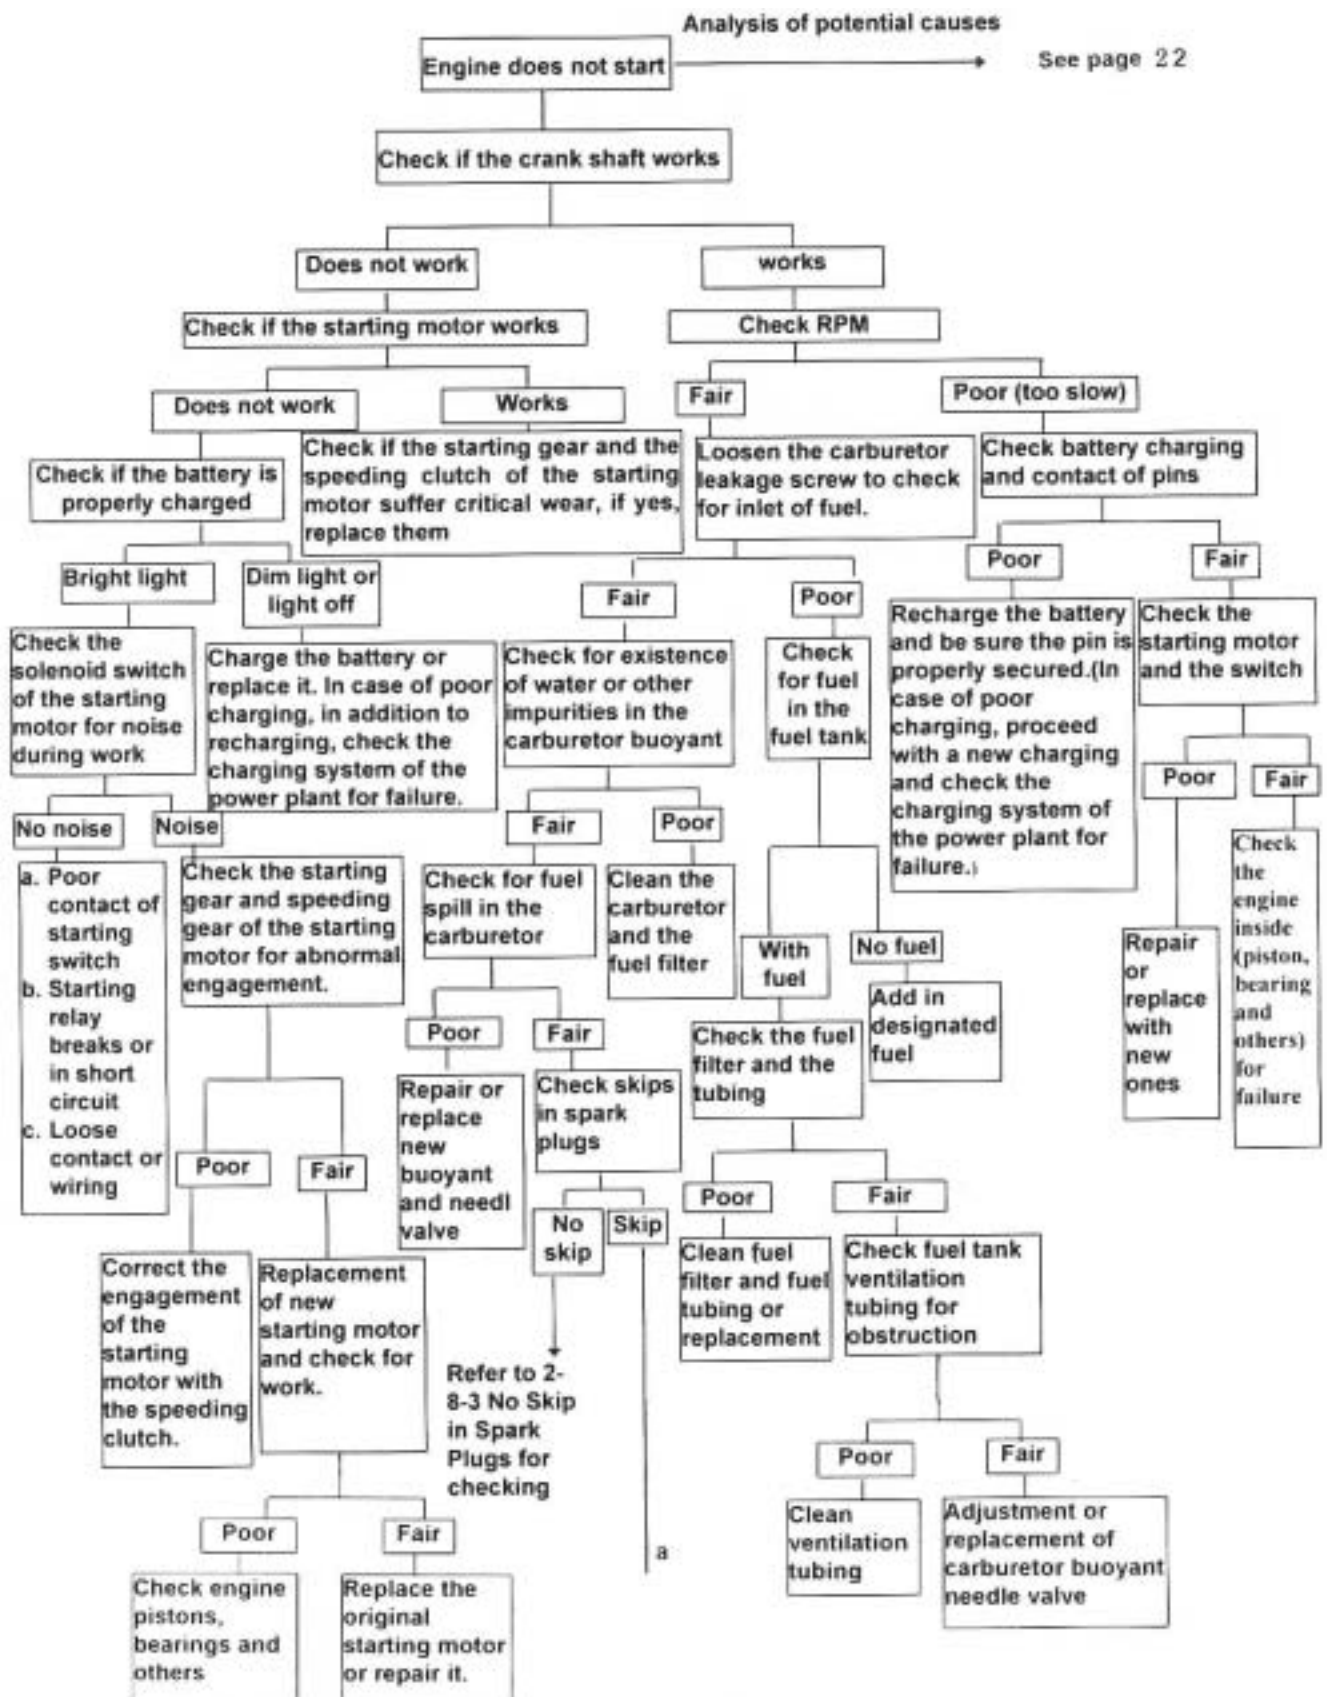 Analysis of potential causes
Engine does not start
See page 22
Check if the crank shaft works
Does not work
works
Check if the starting motor works
Check RPM
Does not work
Works
Fair
Poor (too slow)
Check if the battery is
properly charged
Check if the starting gear and the
speeding clutch of the starting
motor suffer critical wear, if yes,
replace them
Loosen the carburetor
leakage screw to check
for inlet of fuel.
Check battery charging
and contact of pins
Bright light
Dim light or
light off
Fair
Poor
Poor
Fair
Check the
solenoid switch
of the starting
motor for noise
during work
Charge the battery or
replace it. In case of poor
charging, in addition to
recharging, check the
charging system of the
power plant for failure.
Check for existence
of water or other
impurities in the
carburetor buoyant
Check
for fuel
in the
fuel tank
Recharge the battery
and be sure the pin is
properly secured.(In
case of poor
charging, proceed
with a new charging
and check the
charging system of
the power plant for
failure.)
Check the
starting motor
and the switch
Poor
Fair
No noise
Noise
Fair
Poor
a. Poor
contact of
starting
switch
b. Starting
relay
breaks or
in short
circuit
c. Loose
contact or
wiring
Check the starting
gear and speeding
gear of the starting
motor for abnormal
engagement.
Check for fuel
spill in the
carburetor
Clean the
carburetor
and the
fuel filter
With
fuel
No fuel
Repair
or
replace
with
new
ones
Check
the
engine
inside
(piston,
bearing
and
others)
for
failure
Poor
Fair
Check the fuel
filter and the
tubing
Add in
designated
fuel
Repair or
replace
new
buoyant
and needl
valve
Check skips
in spark
plugs
Poor
Fair
Poor
Fair
No
skip
Skip
Clean fuel
filter and fuel
tubing or
replacement
Check fuel tank
ventilation
tubing for
obstruction
Correct the
engagement
of the
starting
motor with
the speeding
clutch.
Replacement
of new
starting motor
and check for
work.
Refer to 2-
8-3 No Skip
in Spark
Plugs for
checking
Poor
Fair
Poor
Fair
a
Clean
ventilation
tubing
Adjustment or
replacement of
carburetor buoyant
needle valve
Check engine
pistons,
bearings and
others
Replace the
original
starting motor
or repair it.